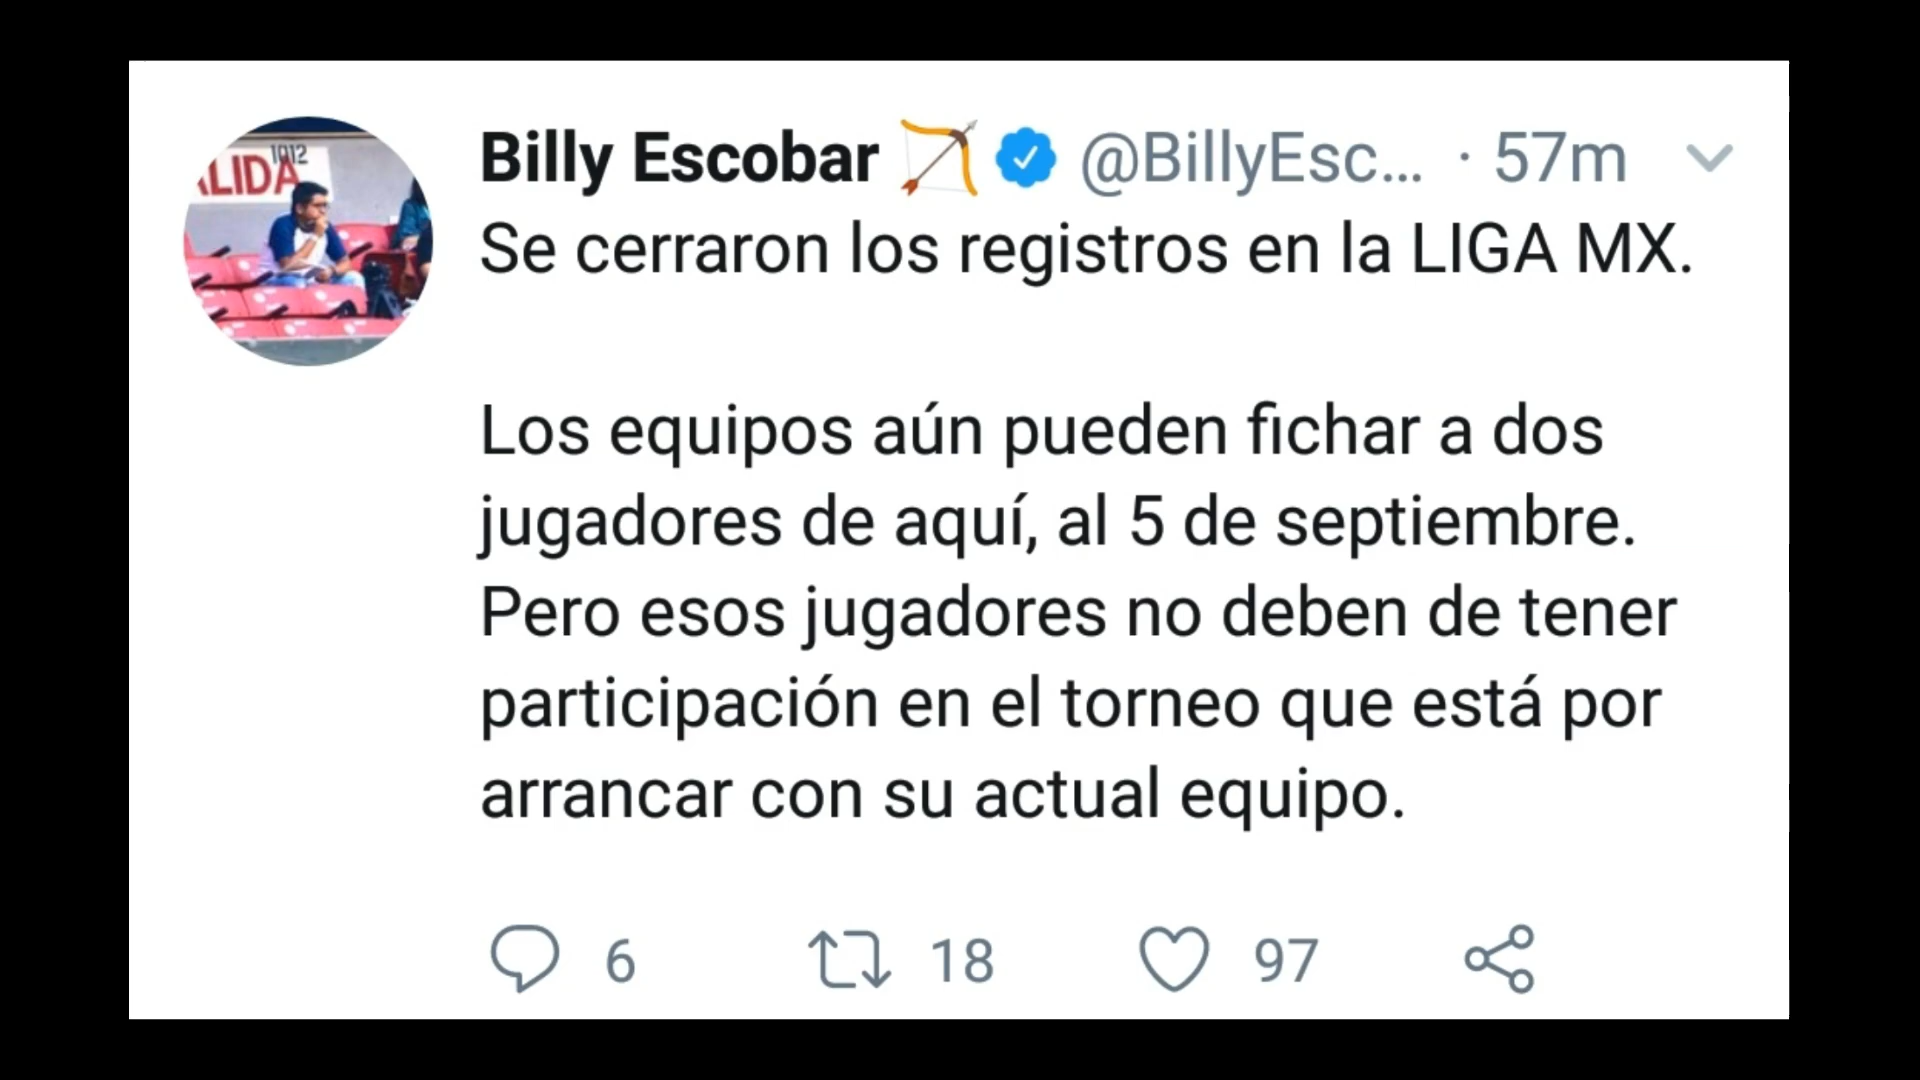 Billy Escobar 🏹 @BillyEsc... · 57m
Se cerraron los registros en la LIGA MX.
Los equipos aún pueden fichar a dos
jugadores de aquí, al 5 de septiembre.
Pero esos jugadores no deben de tener
participación en el torneo que está por
arrancar con su actual equipo.
6 18 97
1012
LIDA